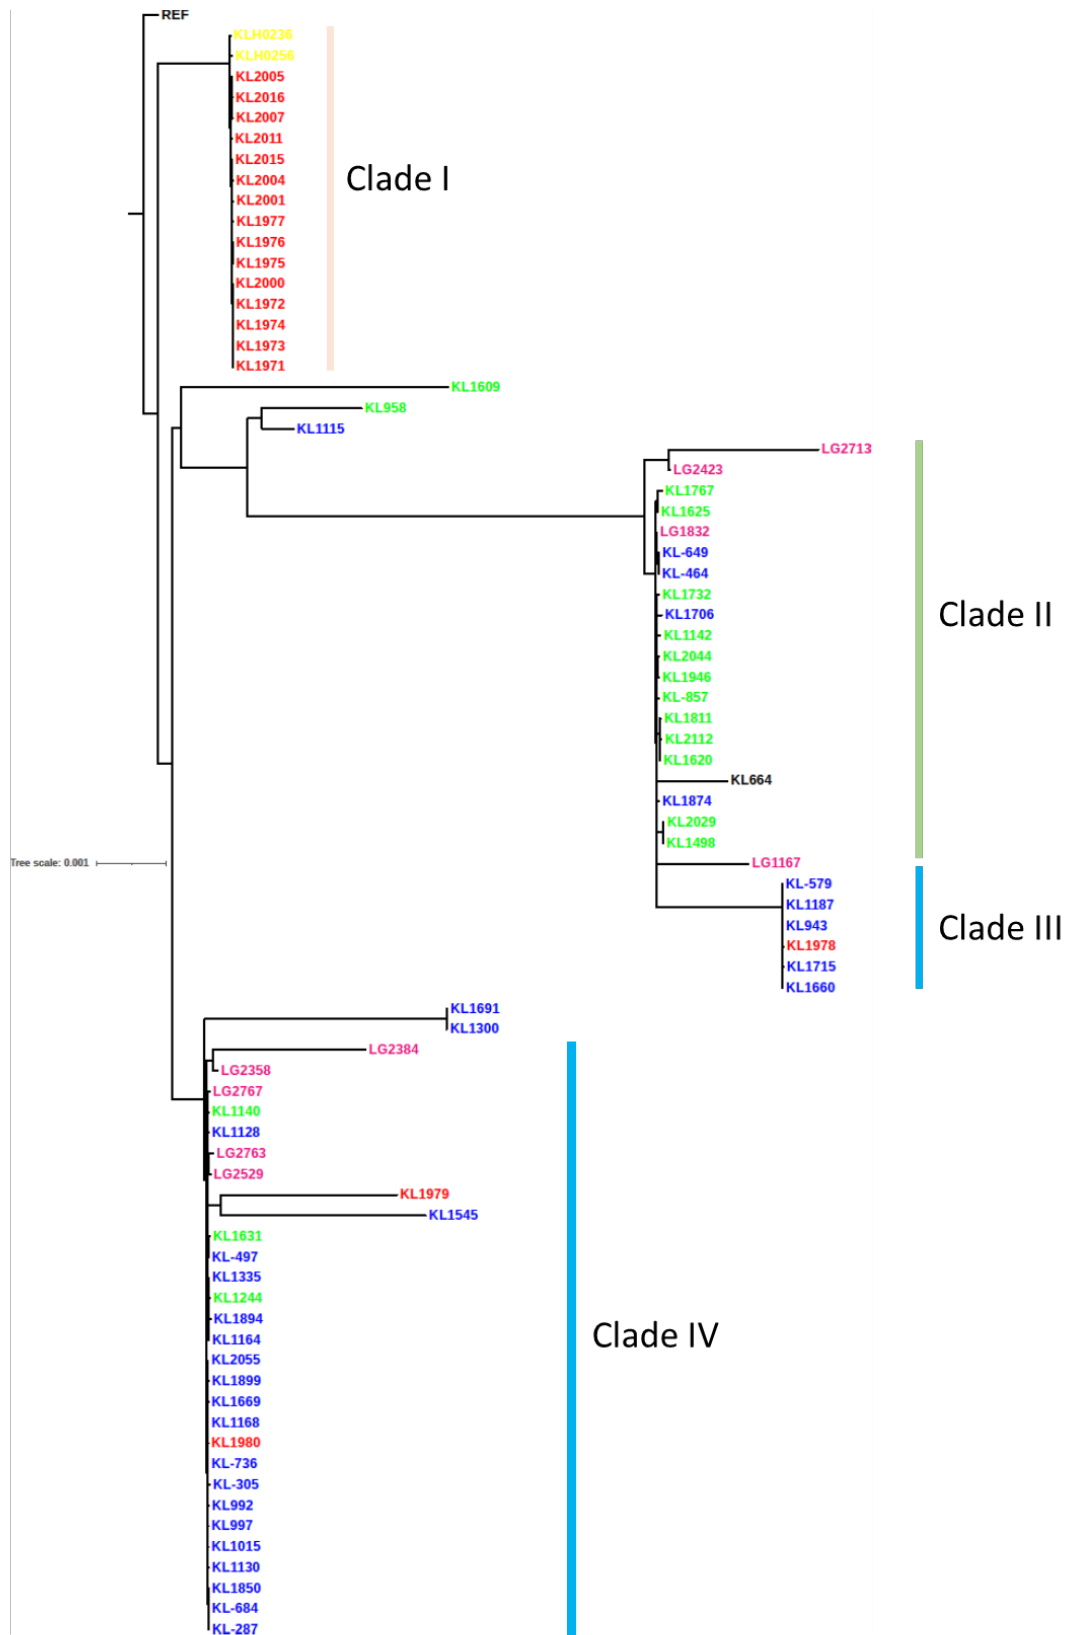 REF
KLH0236
KLH0256
KL2005
KL2016
KL2007
KL2011
KL2015
KL2004
KL2001
KL1977
KL1976
KL1975
KL2000
KL1972
KL1974
KL1973
KL1971
Clade I
KL1609
KL958
KL1115
LG2713
LG2423
KL1767
KL1625
LG1832
KL-649
KL-464
KL1732
KL1706
KL1142
KL2044
KL1946
KL-857
KL1811
KL2112
KL1620
KL664
KL1874
KL2029
KL1498
LG1167
Clade II
Tree scale: 0.001
KL-579
KL1187
KL943
KL1978
KL1715
KL1660
Clade III
KL1691
KL1300
LG2384
LG2358
LG2767
KL1140
KL1128
LG2763
LG2529
KL1979
KL1545
KL1631
KL-497
KL1335
KL1244
KL1894
KL1164
KL2055
KL1899
KL1669
KL1168
KL1980
KL-736
KL-305
KL992
KL997
KL1015
KL1130
KL1850
KL-684
KL-287
Clade IV